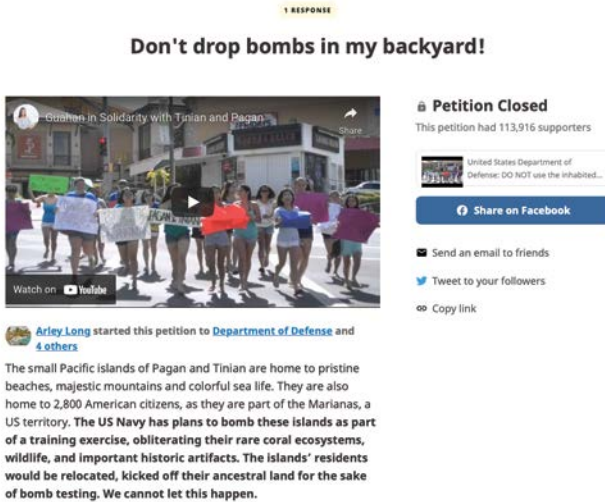 1 RESPONSE
Don't drop bombs in my backyard!
Guahan in Solidarity with Tinian and Pagan
Share
Watch on YouTube
Arley Long started this petition to Department of Defense and
4 others
The small Pacific islands of Pagan and Tinian are home to pristine
beaches, majestic mountains and colorful sea life. They are also
home to 2,800 American citizens, as they are part of the Marianas, a
US territory. The US Navy has plans to bomb these islands as part
of a training exercise, obliterating their rare coral ecosystems,
wildlife, and important historic artifacts. The islands' residents
would be relocated, kicked off their ancestral land for the sake
of bomb testing. We cannot let this happen.
Petition Closed
This petition had 113,916 supporters
United States Department of
Defense: DO NOT use the inhabited...
Share on Facebook
Send an email to friends
Tweet to your followers
Copy link